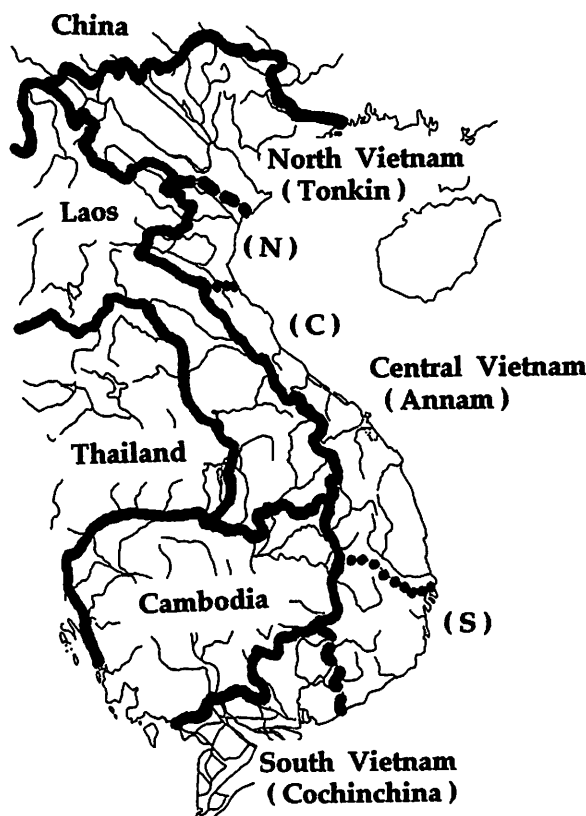 China
North Vietnam
( Tonkin )
Laos
( N )
( C )
Central Vietnam
( Annam )
Thailand
Cambodia
( S )
South Vietnam
( Cochinchina )